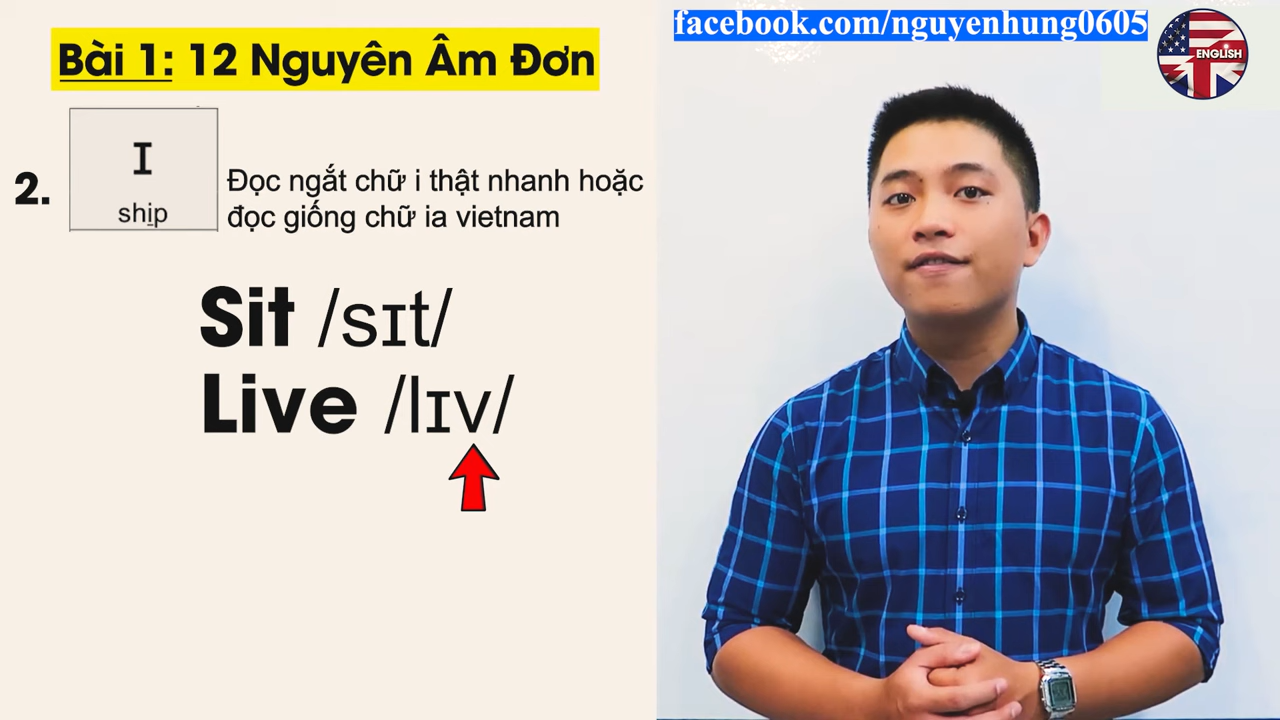 facebook.com/nguyenhung0605
ENGLISH
Bài 1: 12 Nguyên Âm Đơn
2.
ɪ
ship
Đọc ngắt chữ i thật nhanh hoặc
đọc giống chữ ia vietnam
Sit /sɪt/
Live /lɪv/